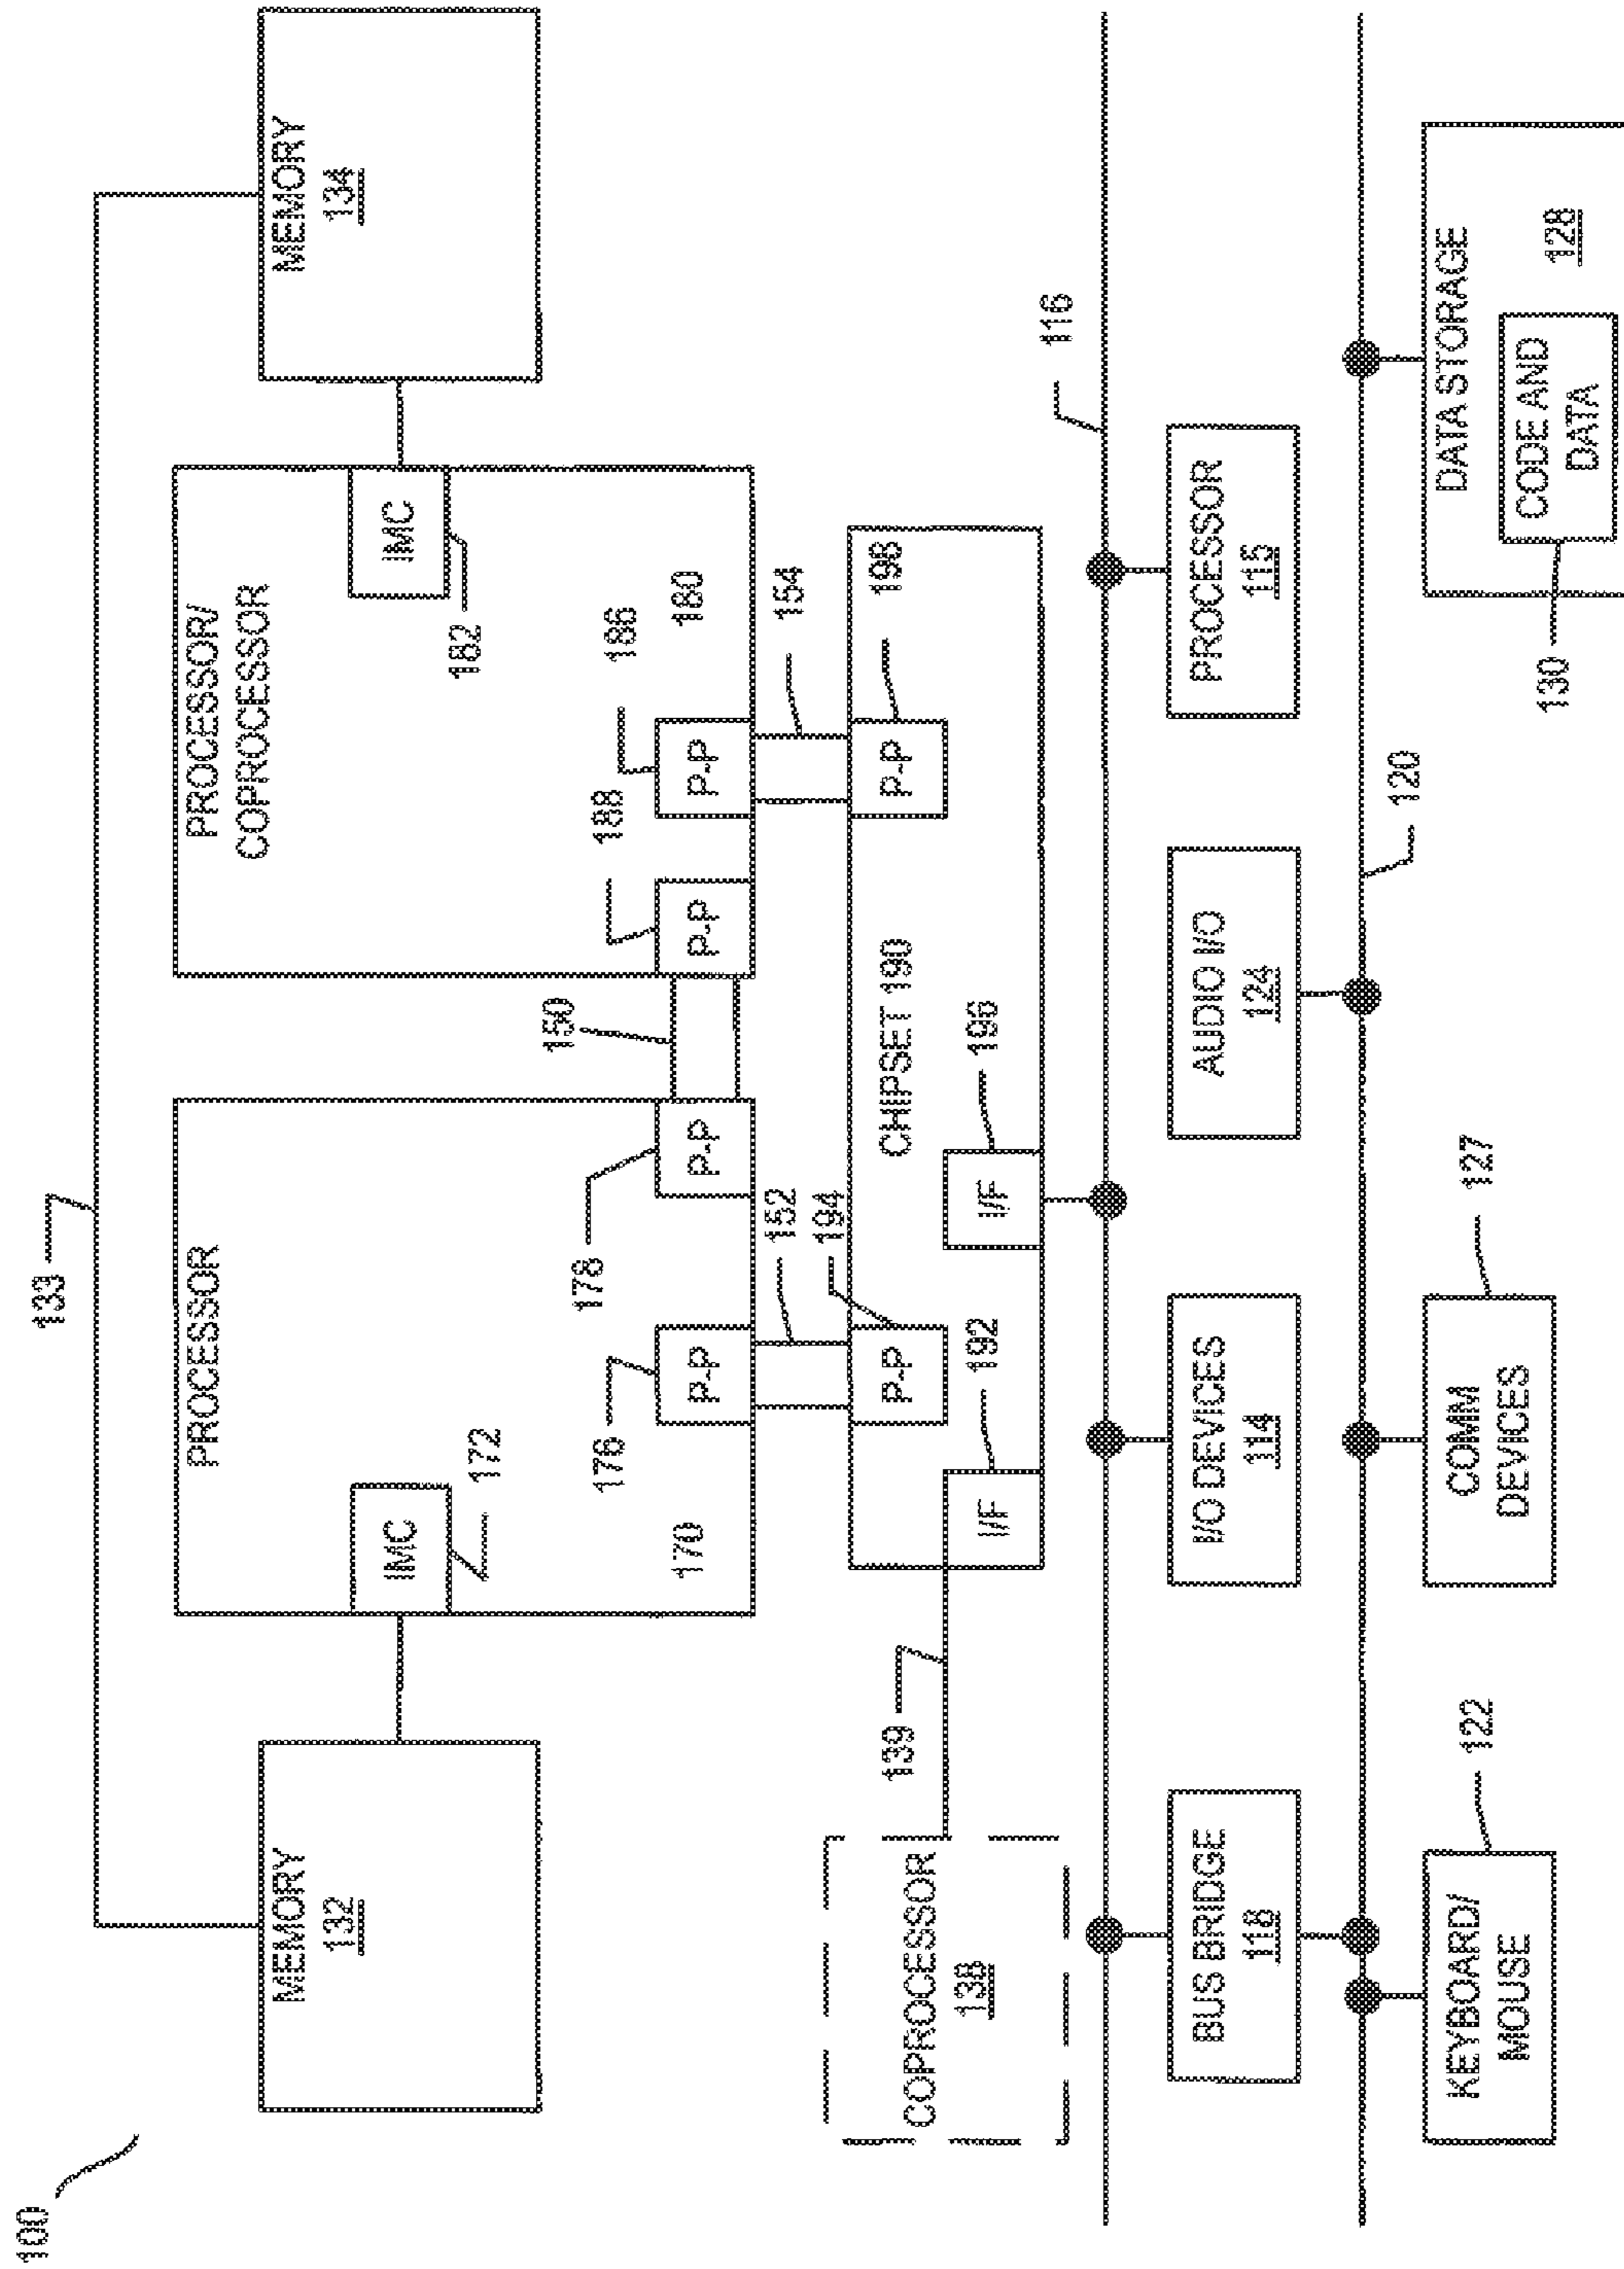 100
133
MEMORY
132
MEMORY
134
PROCESSOR
IMC
172
176
178
P-P
P-P
170
150
PROCESSOR/
COPROCESSOR
IMC
182
188
186
P-P
P-P
180
152
194
154
COPROCESSOR
138
139
CHIPSET 190
P-P
P-P
198
192
196
I/F
I/F
116
BUS BRIDGE
118
I/O DEVICES
114
AUDIO I/O
124
PROCESSOR
115
120
122
127
KEYBOARD/
MOUSE
COMM
DEVICES
DATA STORAGE
CODE AND
DATA
128
130